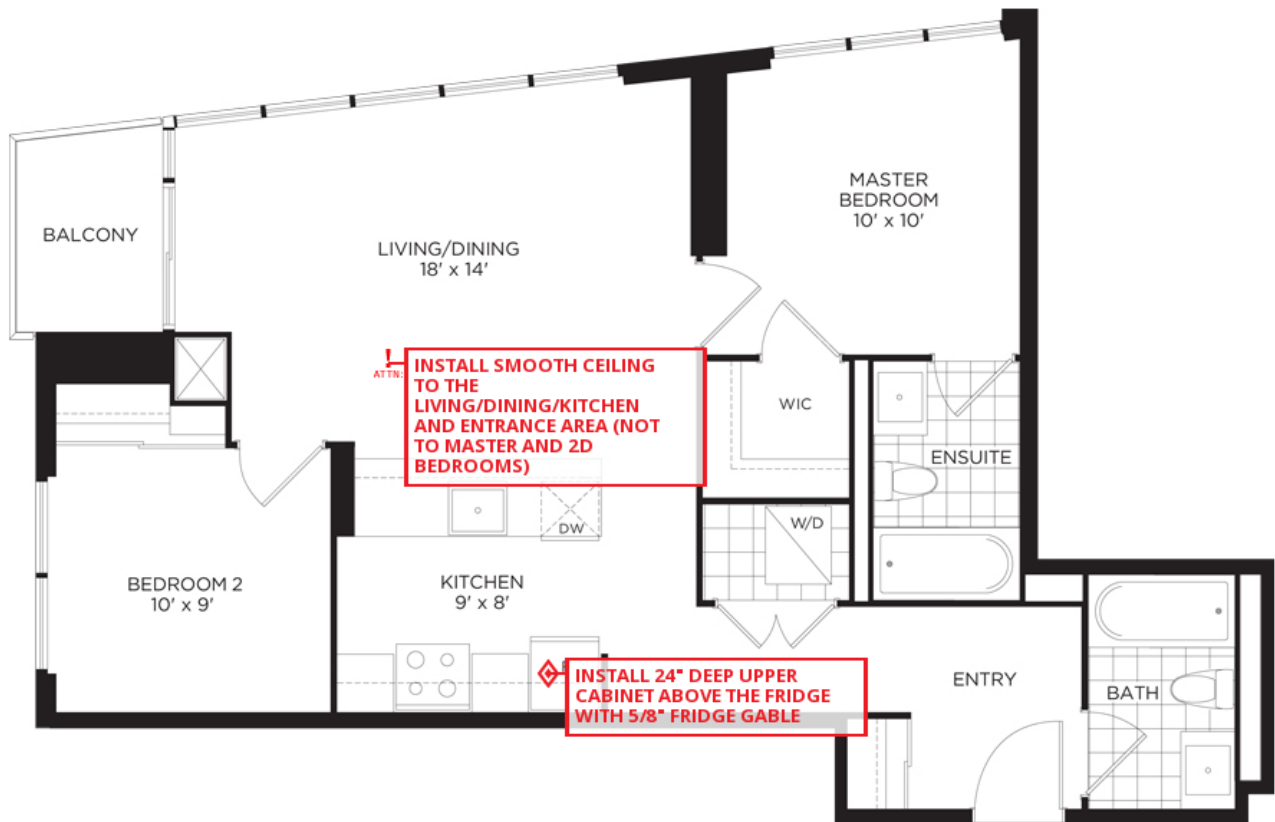 MASTER
BEDROOM
10' x 10'
BALCONY
LIVING/DINING
18' x 14'
ATTN:
INSTALL SMOOTH CEILING
TO THE
LIVING/DINING/KITCHEN
AND ENTRANCE AREA (NOT
TO MASTER AND 2D
BEDROOMS)
WIC
ENSUITE
W/D
DW
BEDROOM 2
10' x 9'
KITCHEN
9' x 8'
INSTALL 24" DEEP UPPER
CABINET ABOVE THE FRIDGE
WITH 5/8" FRIDGE GABLE
ENTRY
BATH